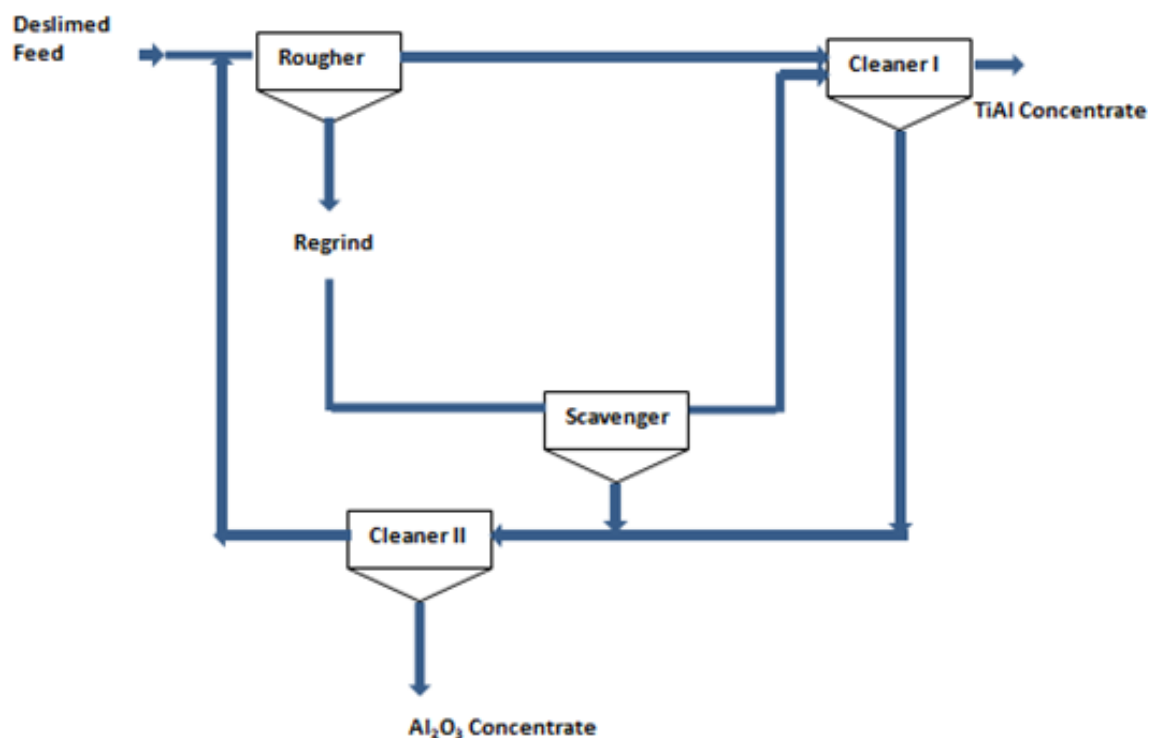 Deslimed
Feed
Rougher
Cleaner I
TiAl Concentrate
Regrind
Scavenger
Cleaner II
Al₂O₃ Concentrate